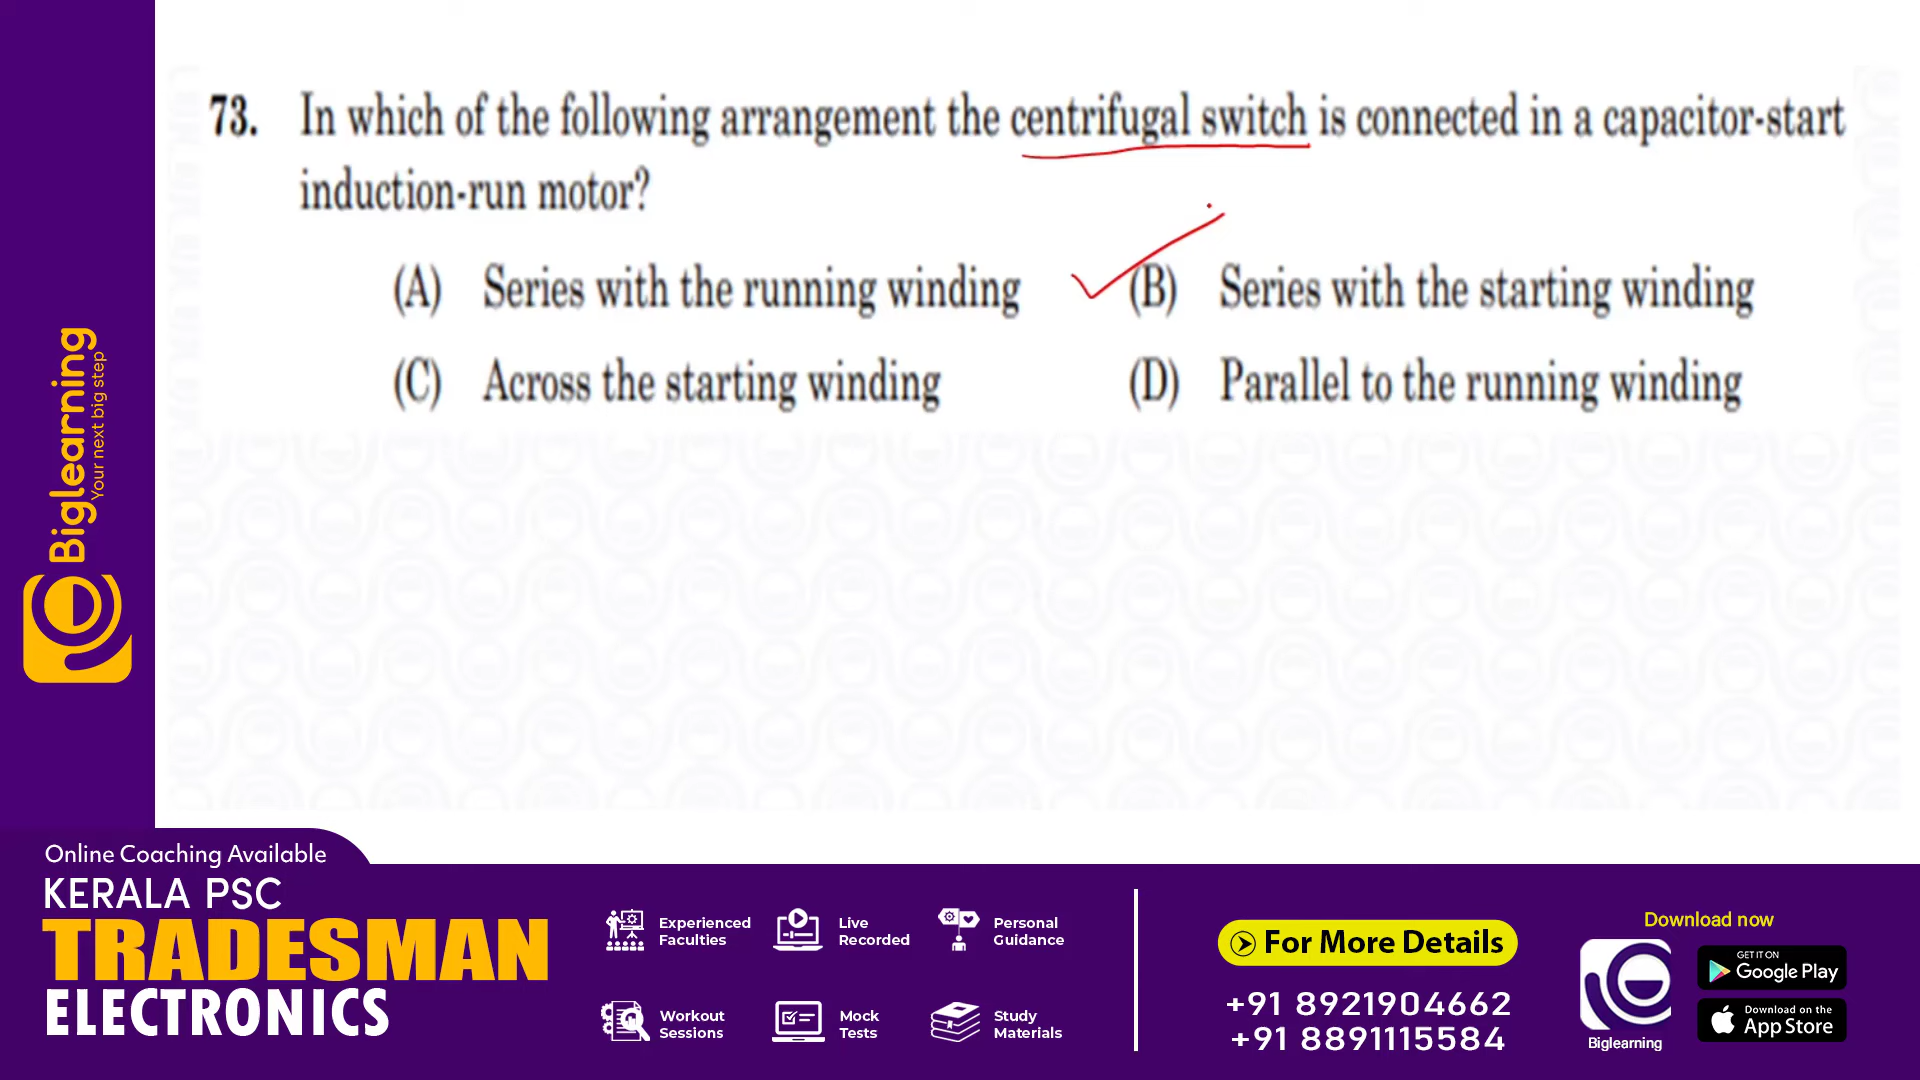 73. In which of the following arrangement the centrifugal switch is connected in a capacitor-start
induction-run motor?
(A) Series with the running winding
(B) Series with the starting winding
(C) Across the starting winding
(D) Parallel to the running winding
Biglearning
Your next big step
Online Coaching Available
KERALA PSC
TRADESMAN
ELECTRONICS
Experienced
Faculties
Live
Recorded
Personal
Guidance
Workout
Sessions
Mock
Tests
Study
Materials
For More Details
+91 8921904662
+91 8891115584
Download now
Biglearning
GET IT ON
Google Play
Download on the
App Store